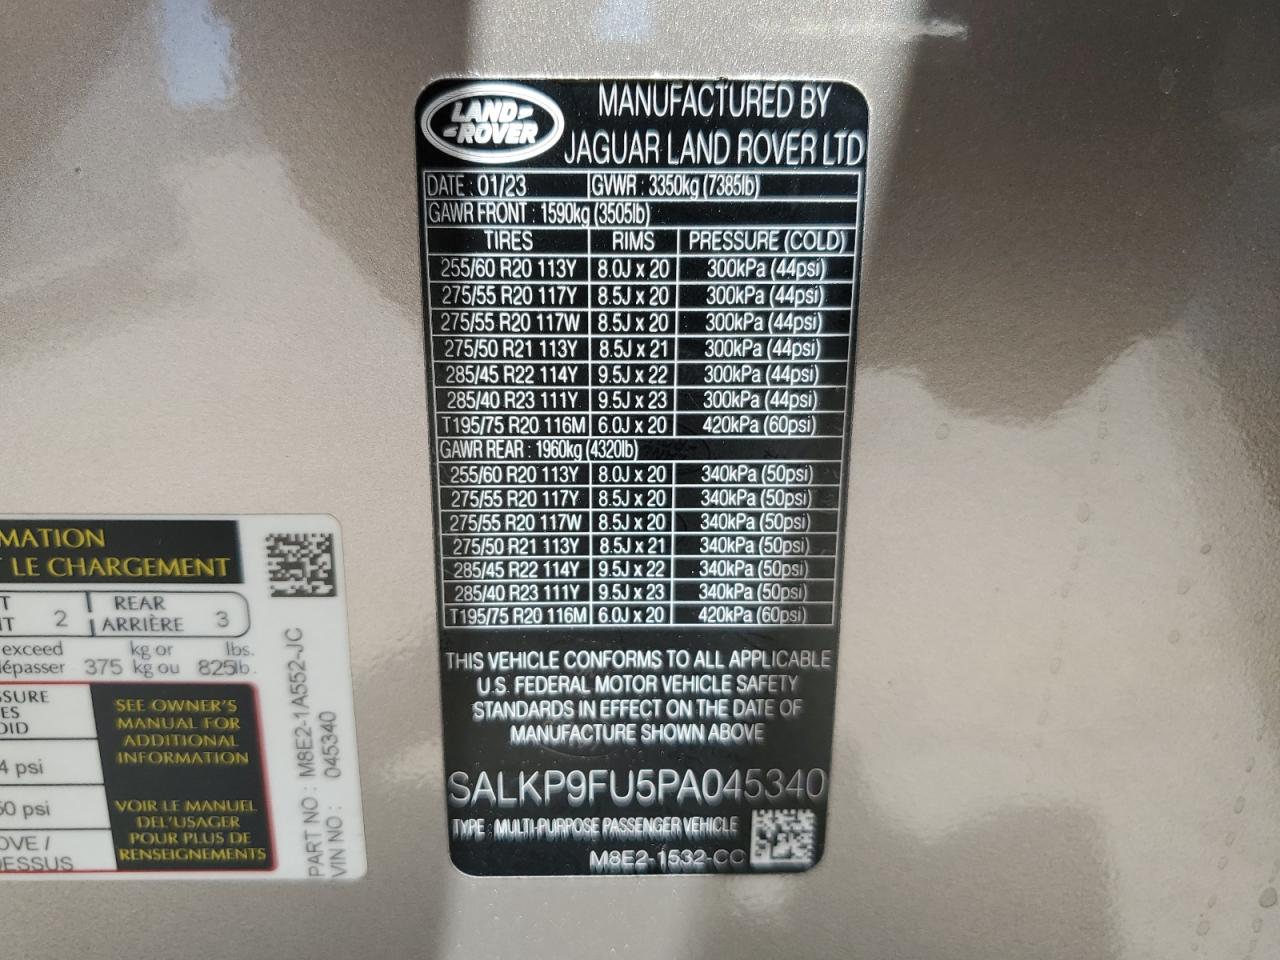 LAND-
-ROVER
MANUFACTURED BY
JAGUAR LAND ROVER LTD
DATE : 01/23 GVWR : 3350kg (7385lb)
GAWR FRONT : 1590kg (3505lb)
TIRES RIMS PRESSURE (COLD)
255/60 R20 113Y 8.0J x 20 300kPa (44psi)
275/55 R20 117Y 8.5J x 20 300kPa (44psi)
275/55 R20 117W 8.5J x 20 300kPa (44psi)
275/50 R21 113Y 8.5J x 21 300kPa (44psi)
285/45 R22 114Y 9.5J x 22 300kPa (44psi)
285/40 R23 111Y 9.5J x 23 300kPa (44psi)
T195/75 R20 116M 6.0J x 20 420kPa (60psi)
GAWR REAR : 1960kg (4320lb)
255/60 R20 113Y 8.0J x 20 340kPa (50psi)
275/55 R20 117Y 8.5J x 20 340kPa (50psi)
275/55 R20 117W 8.5J x 20 340kPa (50psi)
275/50 R21 113Y 8.5J x 21 340kPa (50psi)
285/45 R22 114Y 9.5J x 22 340kPa (50psi)
285/40 R23 111Y 9.5J x 23 340kPa (50psi)
T195/75 R20 116M 6.0J x 20 420kPa (60psi)
THIS VEHICLE CONFORMS TO ALL APPLICABLE
U.S. FEDERAL MOTOR VEHICLE SAFETY
STANDARDS IN EFFECT ON THE DATE OF
MANUFACTURE SHOWN ABOVE
SALKP9FU5PA045340
TYPE : MULTI-PURPOSE PASSENGER VEHICLE
M8E2-1532-CC
MATION
T LE CHARGEMENT
T 2 REAR
NT ARRIÈRE 3
exceed kg or lbs.
dépasser 375 kg ou 825lb.
SSURE
ES
OID
4 psi
50 psi
OVE /
DESSUS
SEE OWNER'S
MANUAL FOR
ADDITIONAL
INFORMATION
VOIR LE MANUEL
DEL'USAGER
POUR PLUS DE
RENSEIGNEMENTS
PART NO : M8E2-1A552-JC
VIN NO : 045340